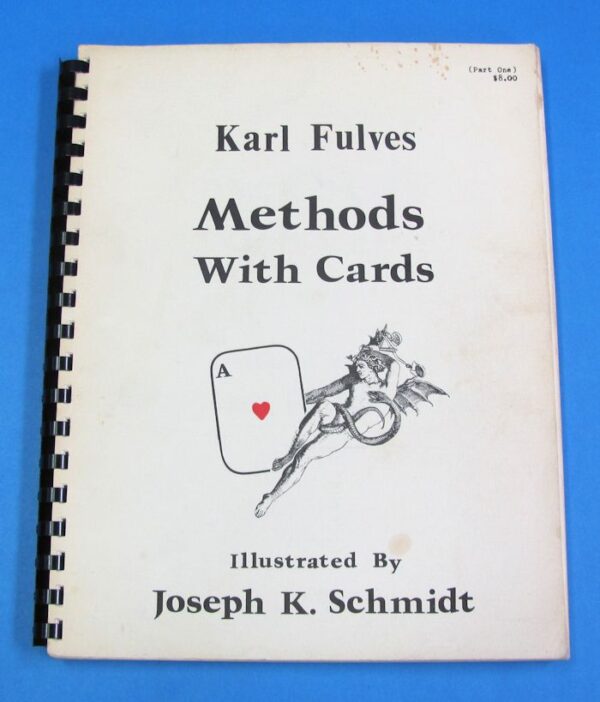 (Part One)
$8.00
Karl Fulves
Methods
With Cards
A
Illustrated By
Joseph K. Schmidt